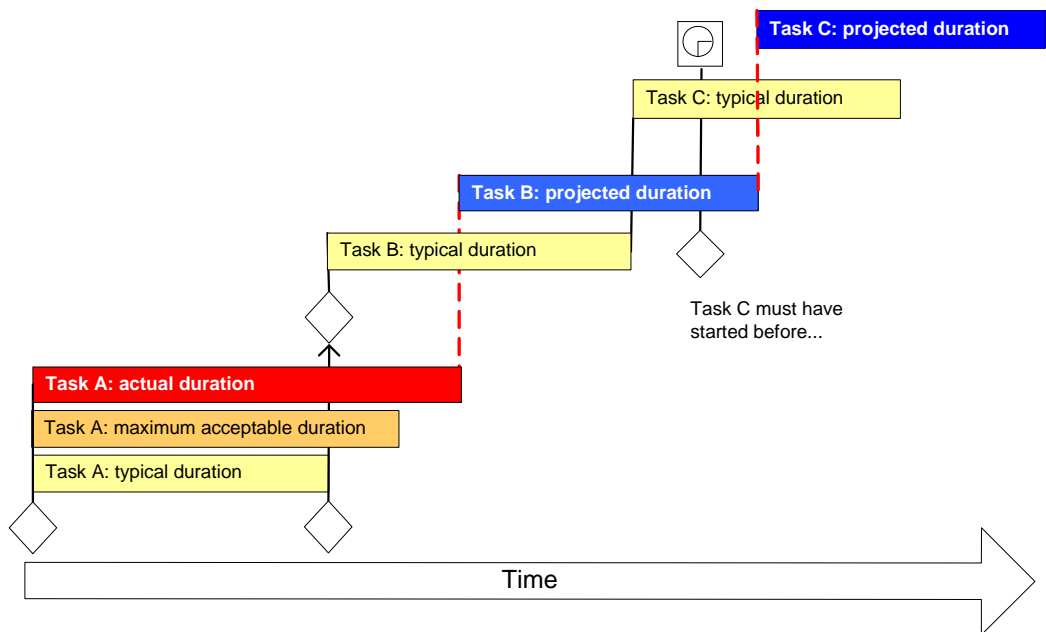 Task C: projected duration
Task C: typical duration
Task B: projected duration
Task B: typical duration
Task C must have
started before...
Task A: actual duration
Task A: maximum acceptable duration
Task A: typical duration
Time